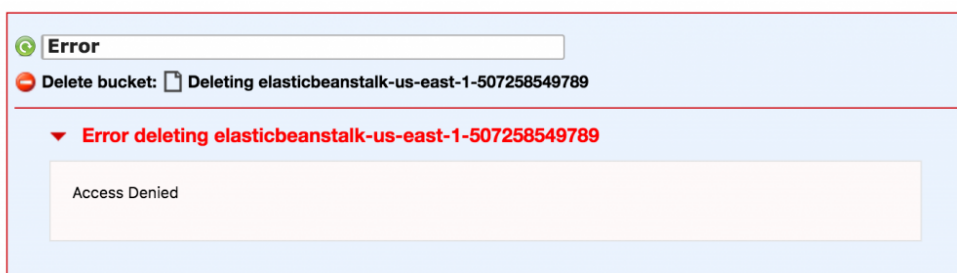 Error
Delete bucket: Deleting elasticbeanstalk-us-east-1-507258549789
Error deleting elasticbeanstalk-us-east-1-507258549789
Access Denied